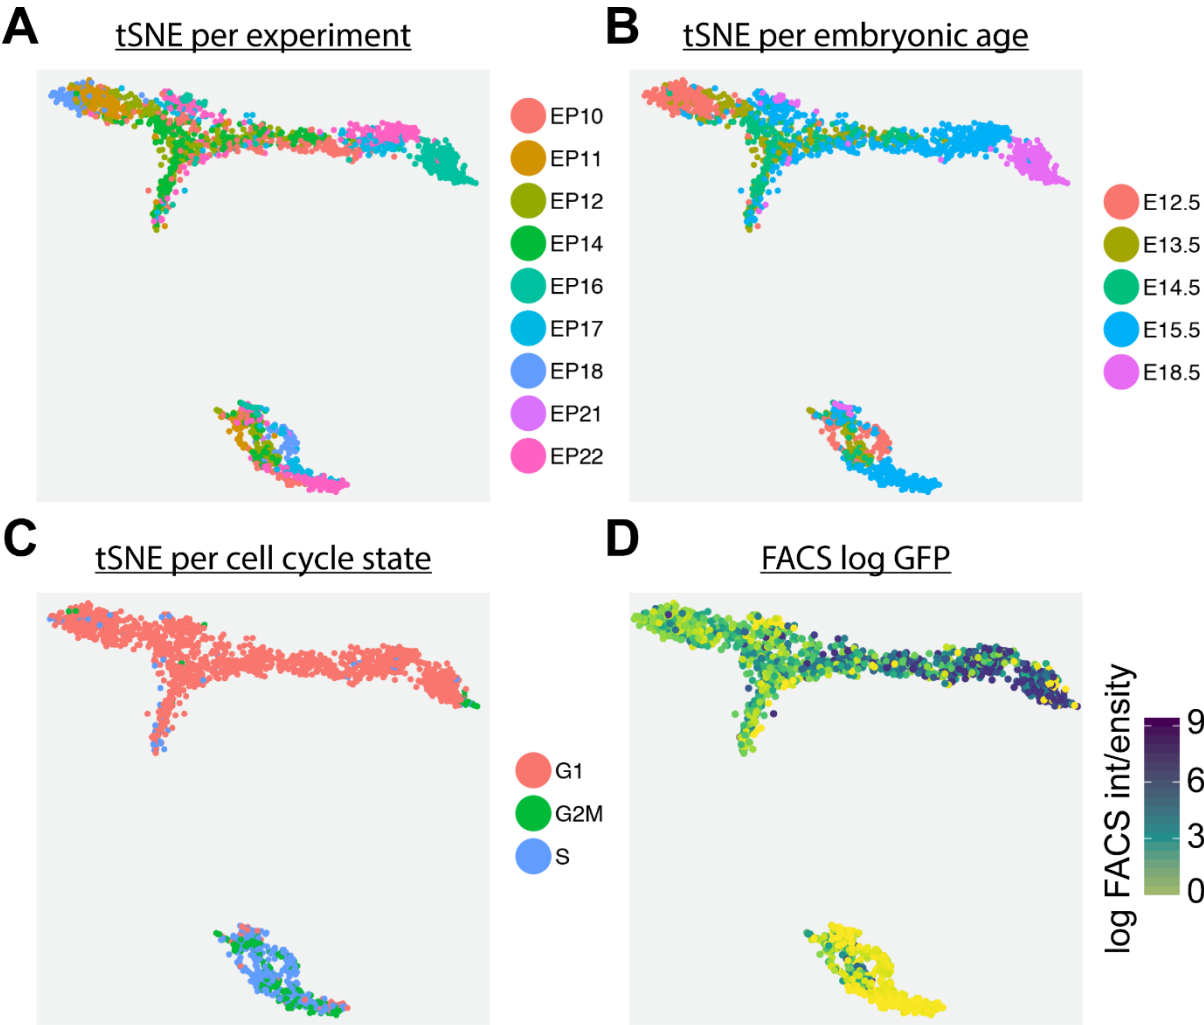 A
tSNE per experiment
EP10
EP11
EP12
EP14
EP16
EP17
EP18
EP21
EP22
B
tSNE per embryonic age
E12.5
E13.5
E14.5
E15.5
E18.5
C
tSNE per cell cycle state
G1
G2M
S
D
FACS log GFP
log FACS int/ensity
9
6
3
0